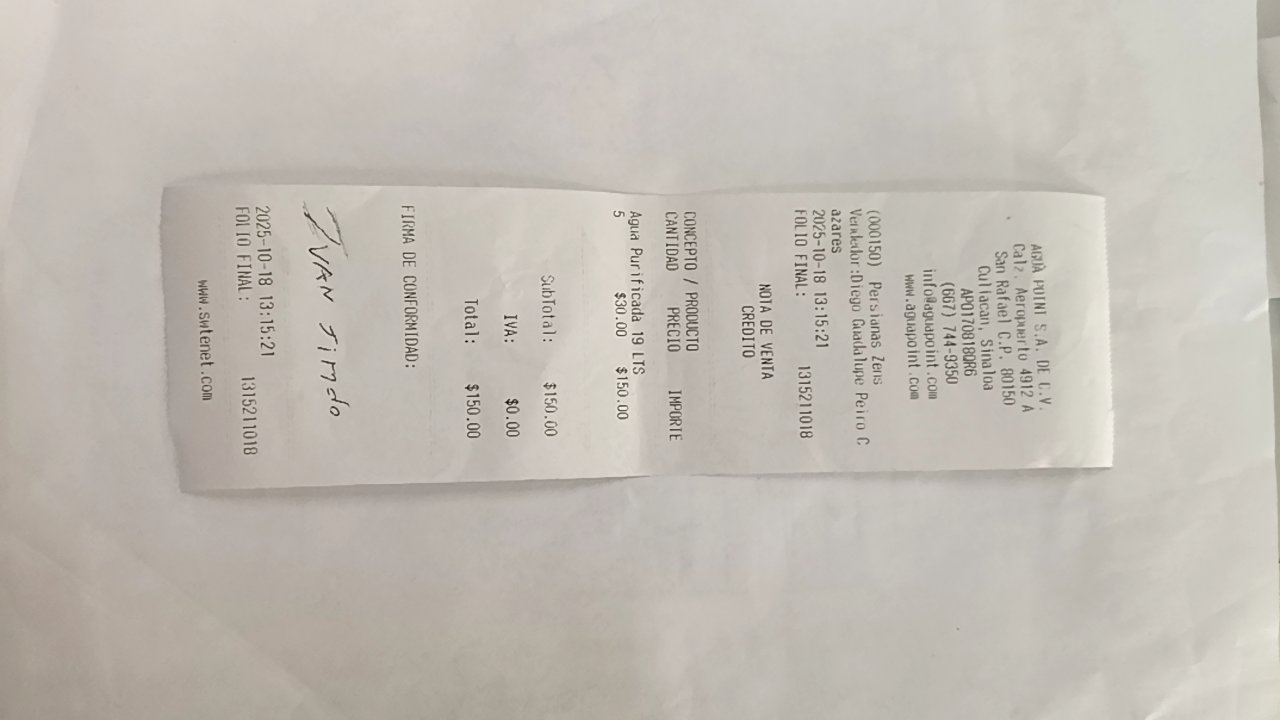 AGUA POINT S.A. DE C.V.
Calz. Aeropuerto 4912 A
San Rafael C.P. 80150
Culiacan, Sinaloa
APO170818QR6
(667) 744-9350
info@aguapoint.com
www.aguapoint.com
(000150) Persianas Zens
Vendedor:Diego Guadalupe Peiro C
azares
2025-10-18 13:15:21
FOLIO FINAL: 1315211018
NOTA DE VENTA
CREDITO
CONCEPTO / PRODUCTO
CANTIDAD PRECIO IMPORTE
Agua Purificada 19 LTS
5 $30.00 $150.00
SubTotal: $150.00
IVA: $0.00
Total: $150.00
FIRMA DE CONFORMIDAD:
IVAN
2025-10-18 13:15:21
FOLIO FINAL: 1315211018
www.swtenet.com